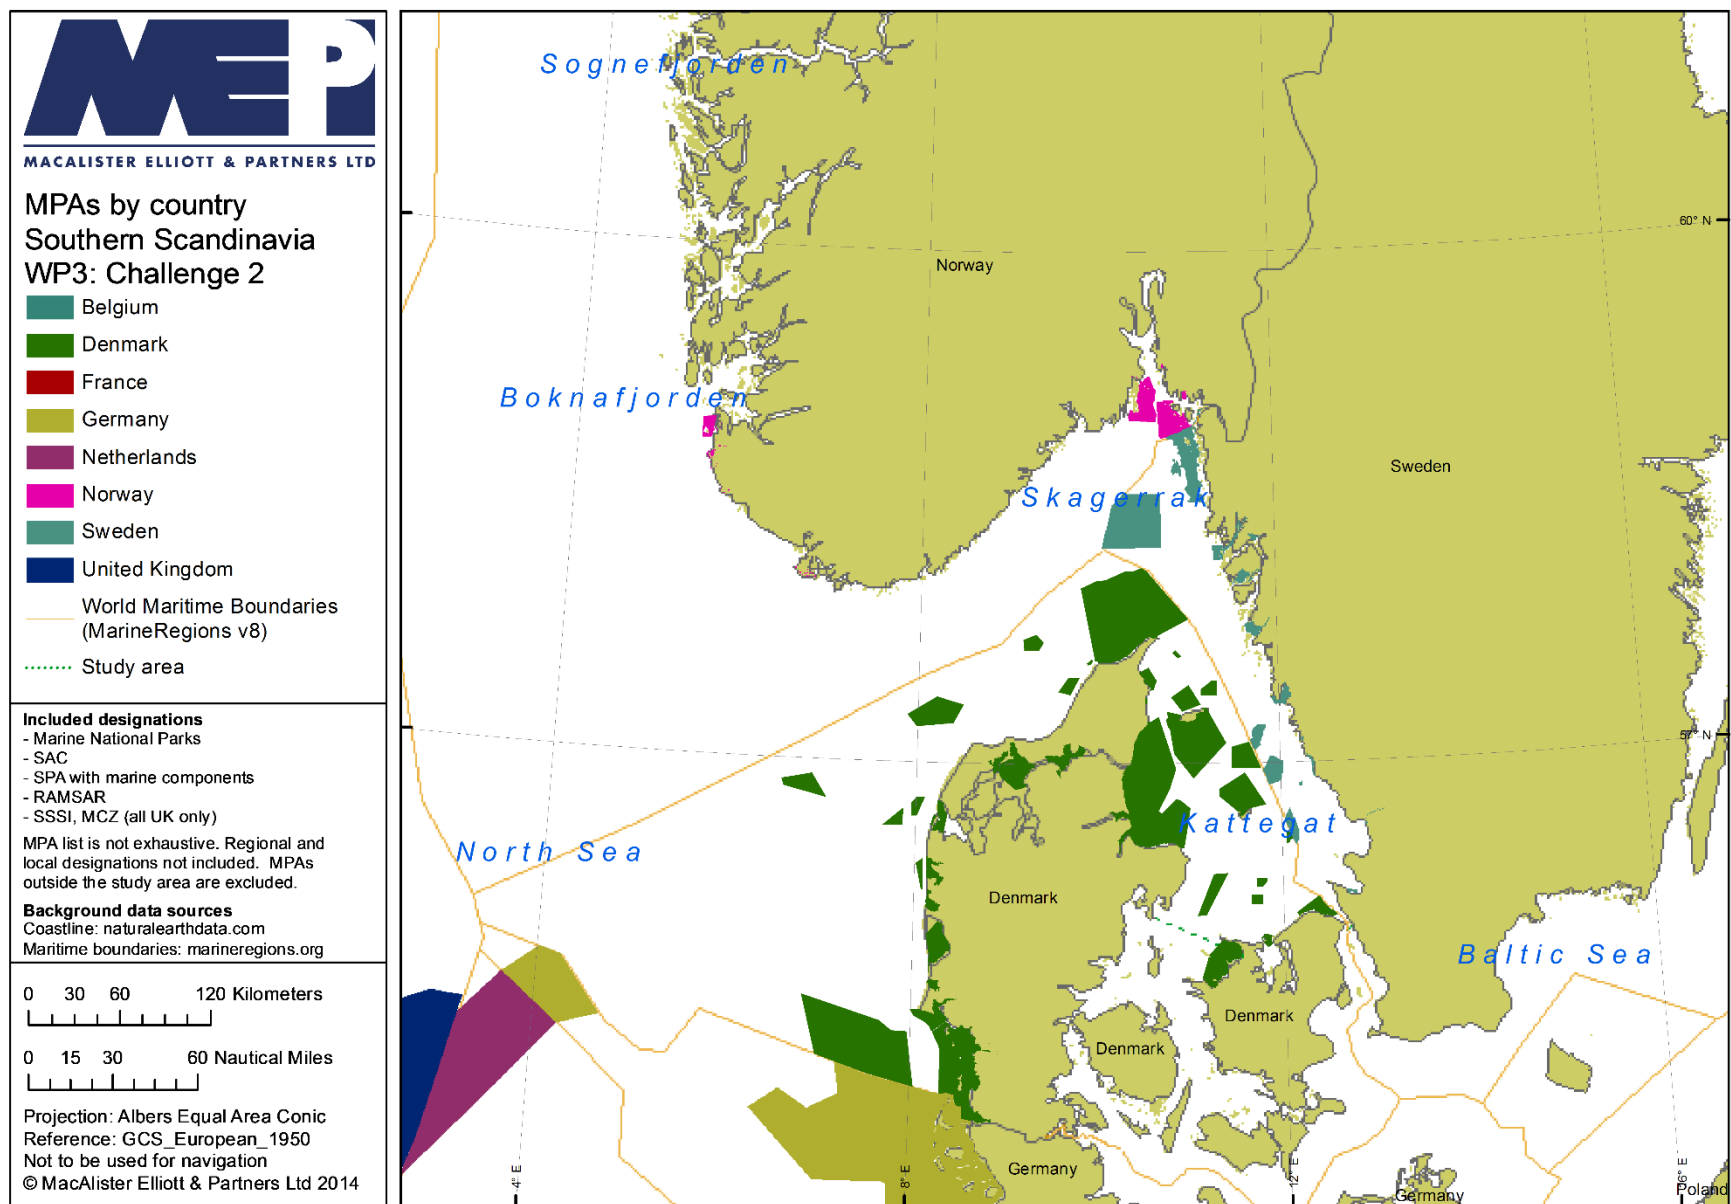 MEP
MACALISTER ELLIOTT & PARTNERS LTD
MPAs by country
Southern Scandinavia
WP3: Challenge 2
Belgium
Denmark
France
Germany
Netherlands
Norway
Sweden
United Kingdom
World Maritime Boundaries
(MarineRegions v8)
Study area
Included designations
- Marine National Parks
- SAC
- SPA with marine components
- RAMSAR
- SSSI, MCZ (all UK only)
MPA list is not exhaustive. Regional and
local designations not included. MPAs
outside the study area are excluded.
Background data sources
Coastline: naturalearthdata.com
Maritime boundaries: marineregions.org
0 30 60 120 Kilometers
0 15 30 60 Nautical Miles
Projection: Albers Equal Area Conic
Reference: GCS_European_1950
Not to be used for navigation
© MacAlister Elliott & Partners Ltd 2014
Sognefjorden
60° N
Norway
Boknafjorden
Sweden
Skagerrak
57° N
Kattegat
North Sea
Denmark
Baltic Sea
Denmark
Denmark
Germany
Germany
Poland
4° E
8° E
12° E
16° E